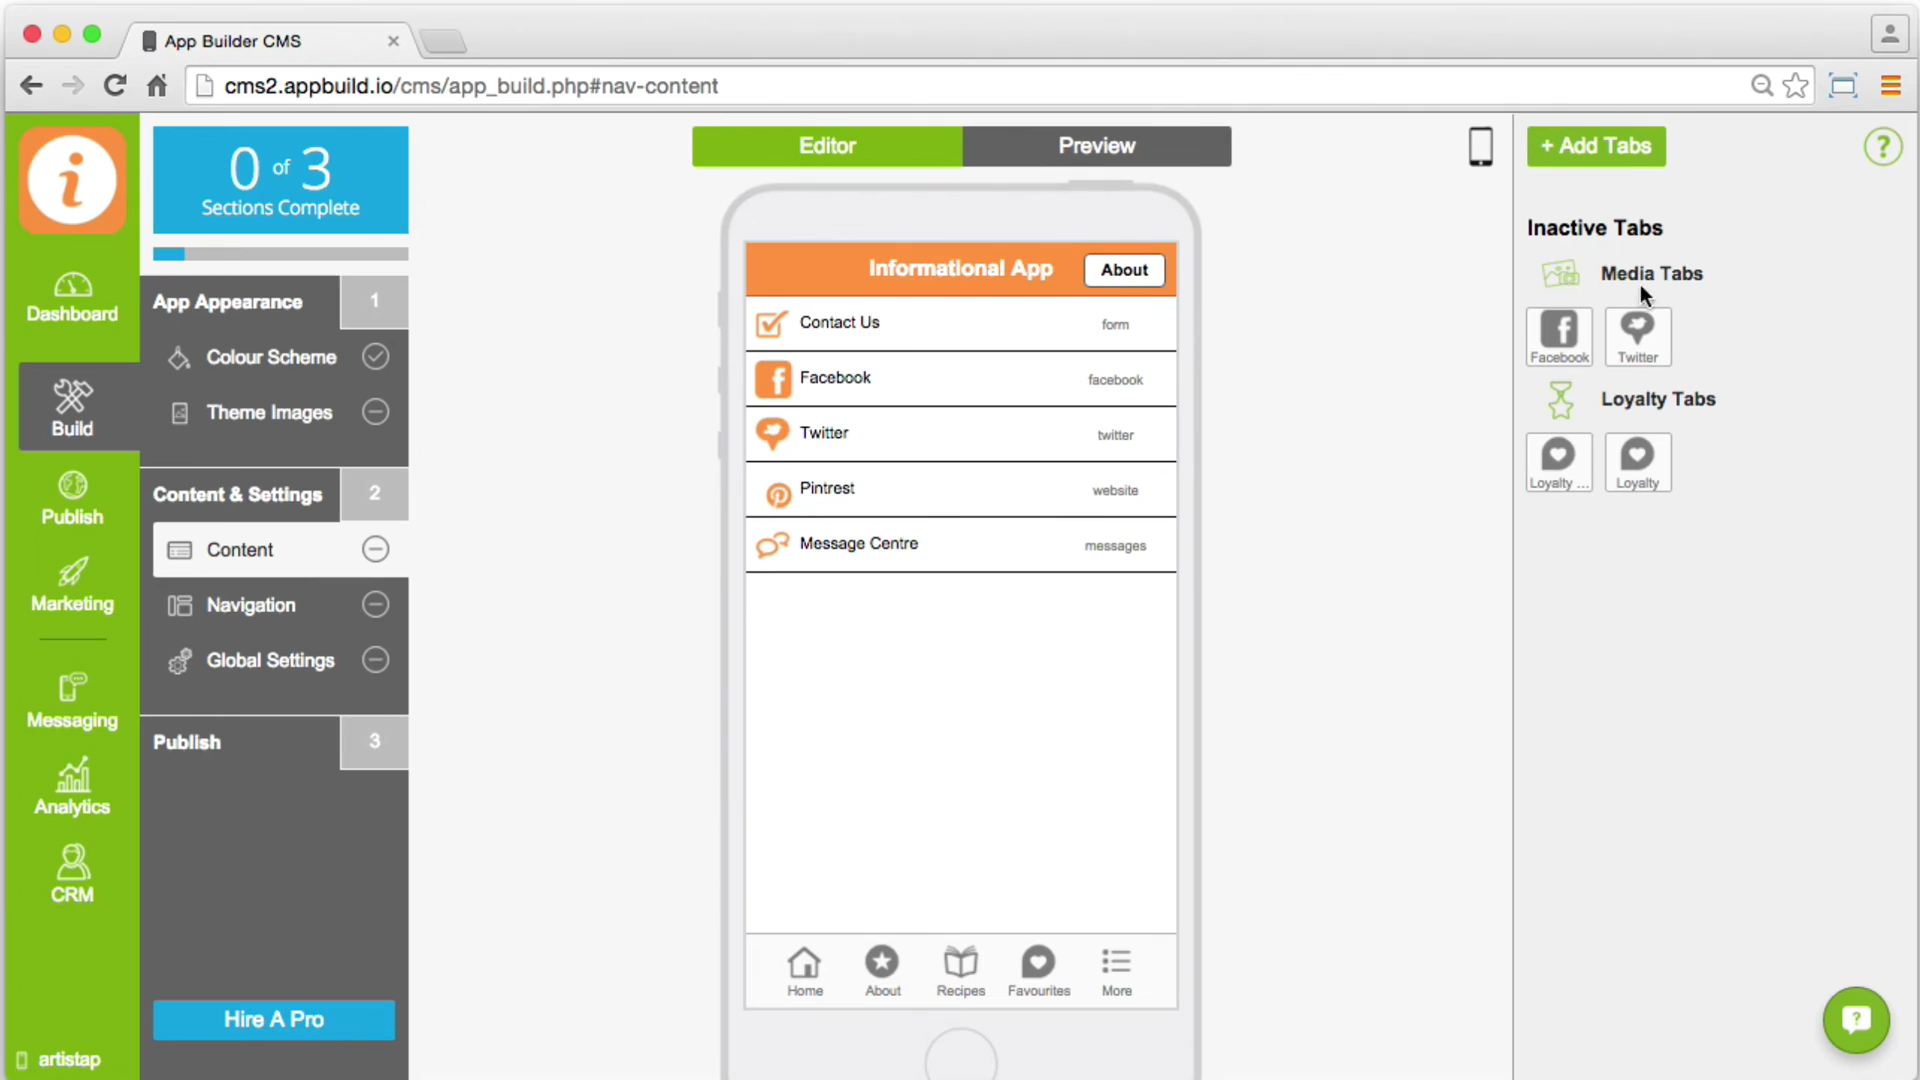 App Builder CMS
cms2.appbuild.io/cms/app_build.php#nav-content
i
Dashboard
Build
Publish
Marketing
Messaging
Analytics
CRM
artistap
0 of 3
Sections Complete
App Appearance 1
Colour Scheme
Theme Images
Content & Settings 2
Content
Navigation
Global Settings
Publish 3
Hire A Pro
Editor Preview
Informational App About
Contact Us form
Facebook facebook
Twitter twitter
Pintrest website
Message Centre messages
Home About Recipes Favourites More
+ Add Tabs ?
Inactive Tabs
Media Tabs
Facebook Twitter
Loyalty Tabs
Loyalty ... Loyalty
?